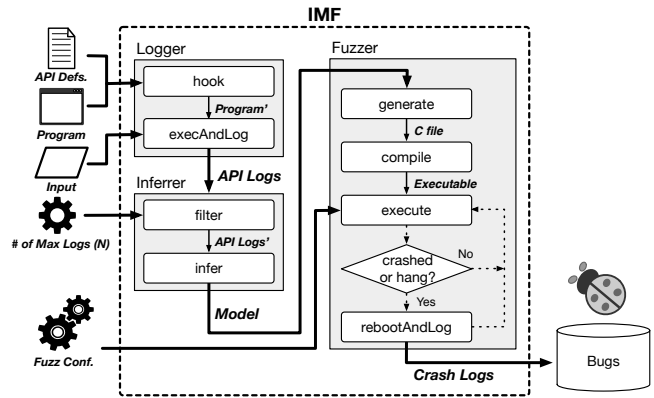 IMF
API Defs.
Program
Input
# of Max Logs (N)
Fuzz Conf.
Logger
hook
Program’
execAndLog
API Logs
Inferrer
filter
API Logs’
infer
Model
Fuzzer
generate
C file
compile
Executable
execute
crashed
or hang?
No
Yes
rebootAndLog
Crash Logs
Bugs